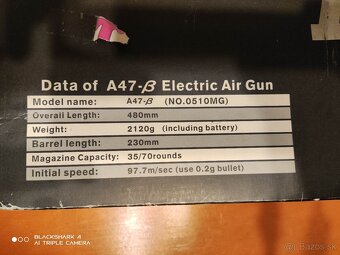 Data of A47-β Electric Air Gun
Model name: A47-β (NO.0510MG)
Overall Length: 480mm
Weight: 2120g (including battery)
Barrel length: 230mm
Magazine Capacity: 35/70rounds
Initial speed: 97.7m/sec (use 0.2g bullet)
BLACKSHARK 4
AI TRIPLE CAMERA
Bazos.sk